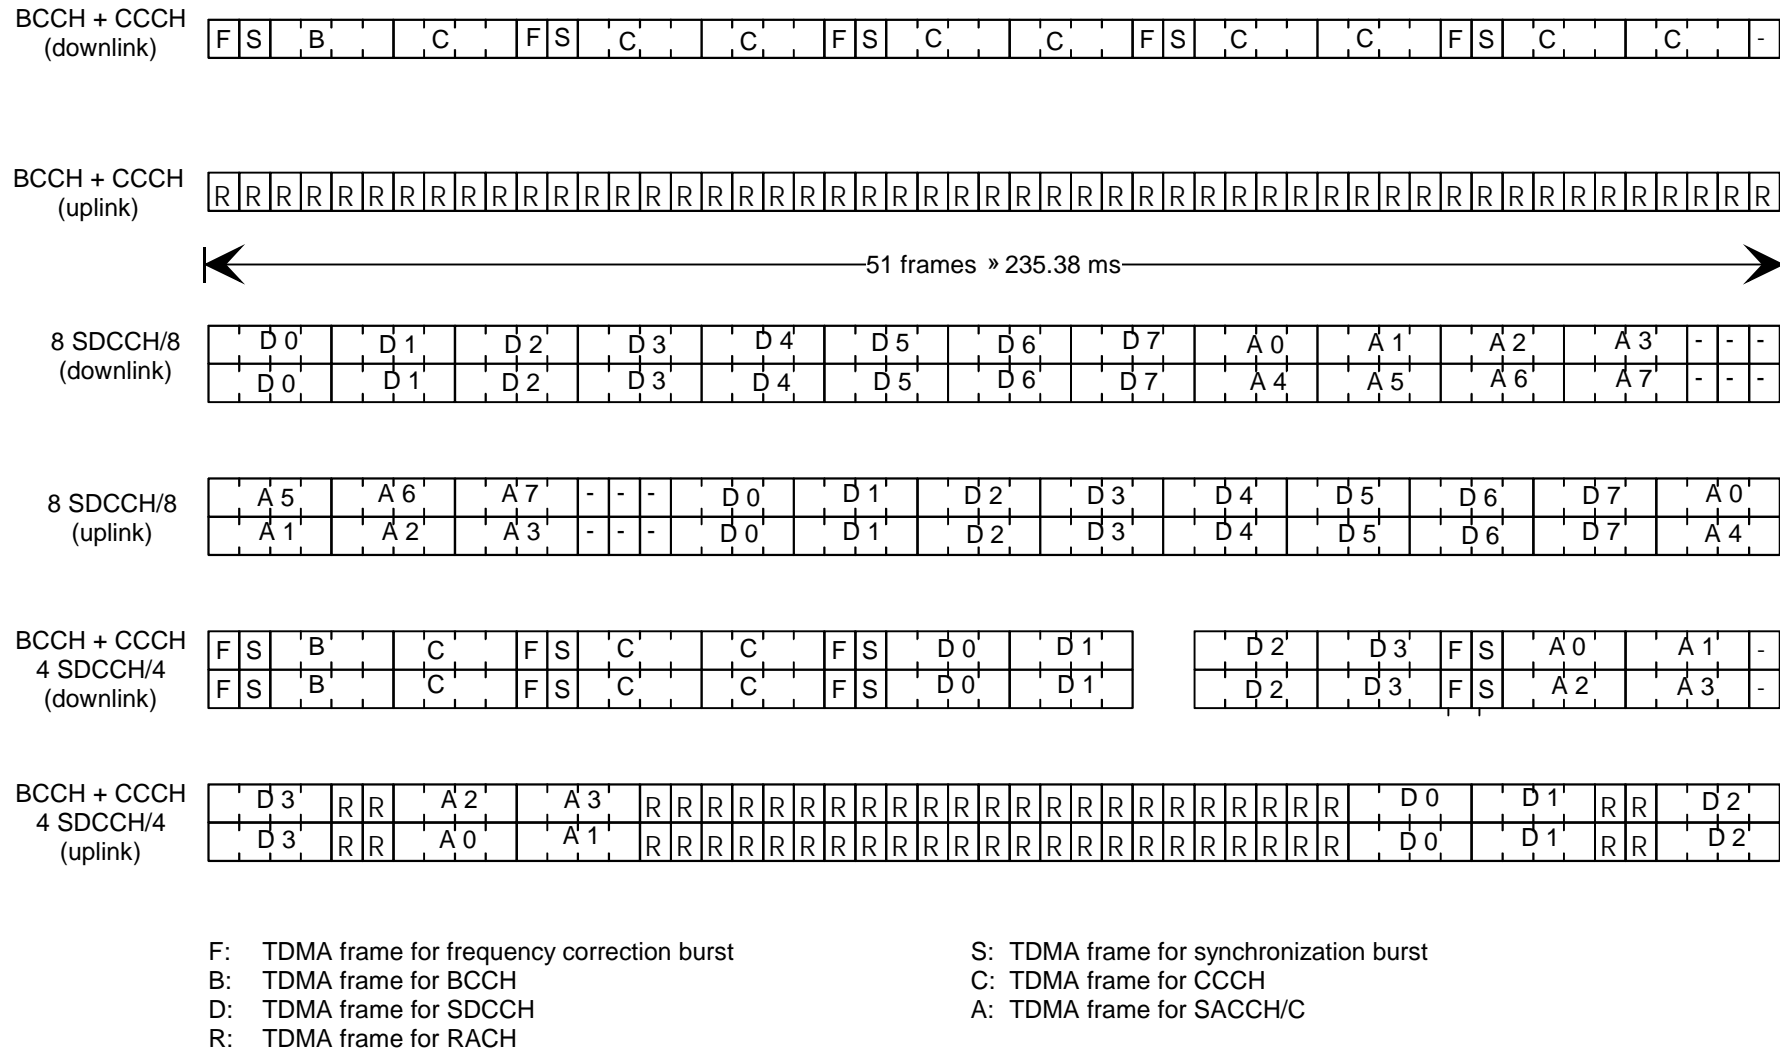 BCCH + CCCH
(downlink)
F S B C F S C C F S C C F S C C F S C C -
BCCH + CCCH
(uplink)
R R R R R R R R R R R R R R R R R R R R R R R R R R R R R R R R R R R R R R R R R R R R R R R R R R R
51 frames » 235.38 ms
8 SDCCH/8
(downlink)
D 0 D 1 D 2 D 3 D 4 D 5 D 6 D 7 A 0 A 1 A 2 A 3 - - -
D 0 D 1 D 2 D 3 D 4 D 5 D 6 D 7 A 4 A 5 A 6 A 7 - - -
8 SDCCH/8
(uplink)
A 5 A 6 A 7 - - - D 0 D 1 D 2 D 3 D 4 D 5 D 6 D 7 A 0
A 1 A 2 A 3 - - - D 0 D 1 D 2 D 3 D 4 D 5 D 6 D 7 A 4
BCCH + CCCH
4 SDCCH/4
(downlink)
F S B C F S C C F S D 0 D 1 D 2 D 3 F S A 0 A 1 -
F S B C F S C C F S D 0 D 1 D 2 D 3 F S A 2 A 3 -
BCCH + CCCH
4 SDCCH/4
(uplink)
D 3 R R A 2 A 3 R R R R R R R R R R R R R R R R R R R R R R R D 0 D 1 R R D 2
D 3 R R A 0 A 1 R R R R R R R R R R R R R R R R R R R R R R R D 0 D 1 R R D 2
F: TDMA frame for frequency correction burst
S: TDMA frame for synchronization burst
B: TDMA frame for BCCH
C: TDMA frame for CCCH
D: TDMA frame for SDCCH
A: TDMA frame for SACCH/C
R: TDMA frame for RACH